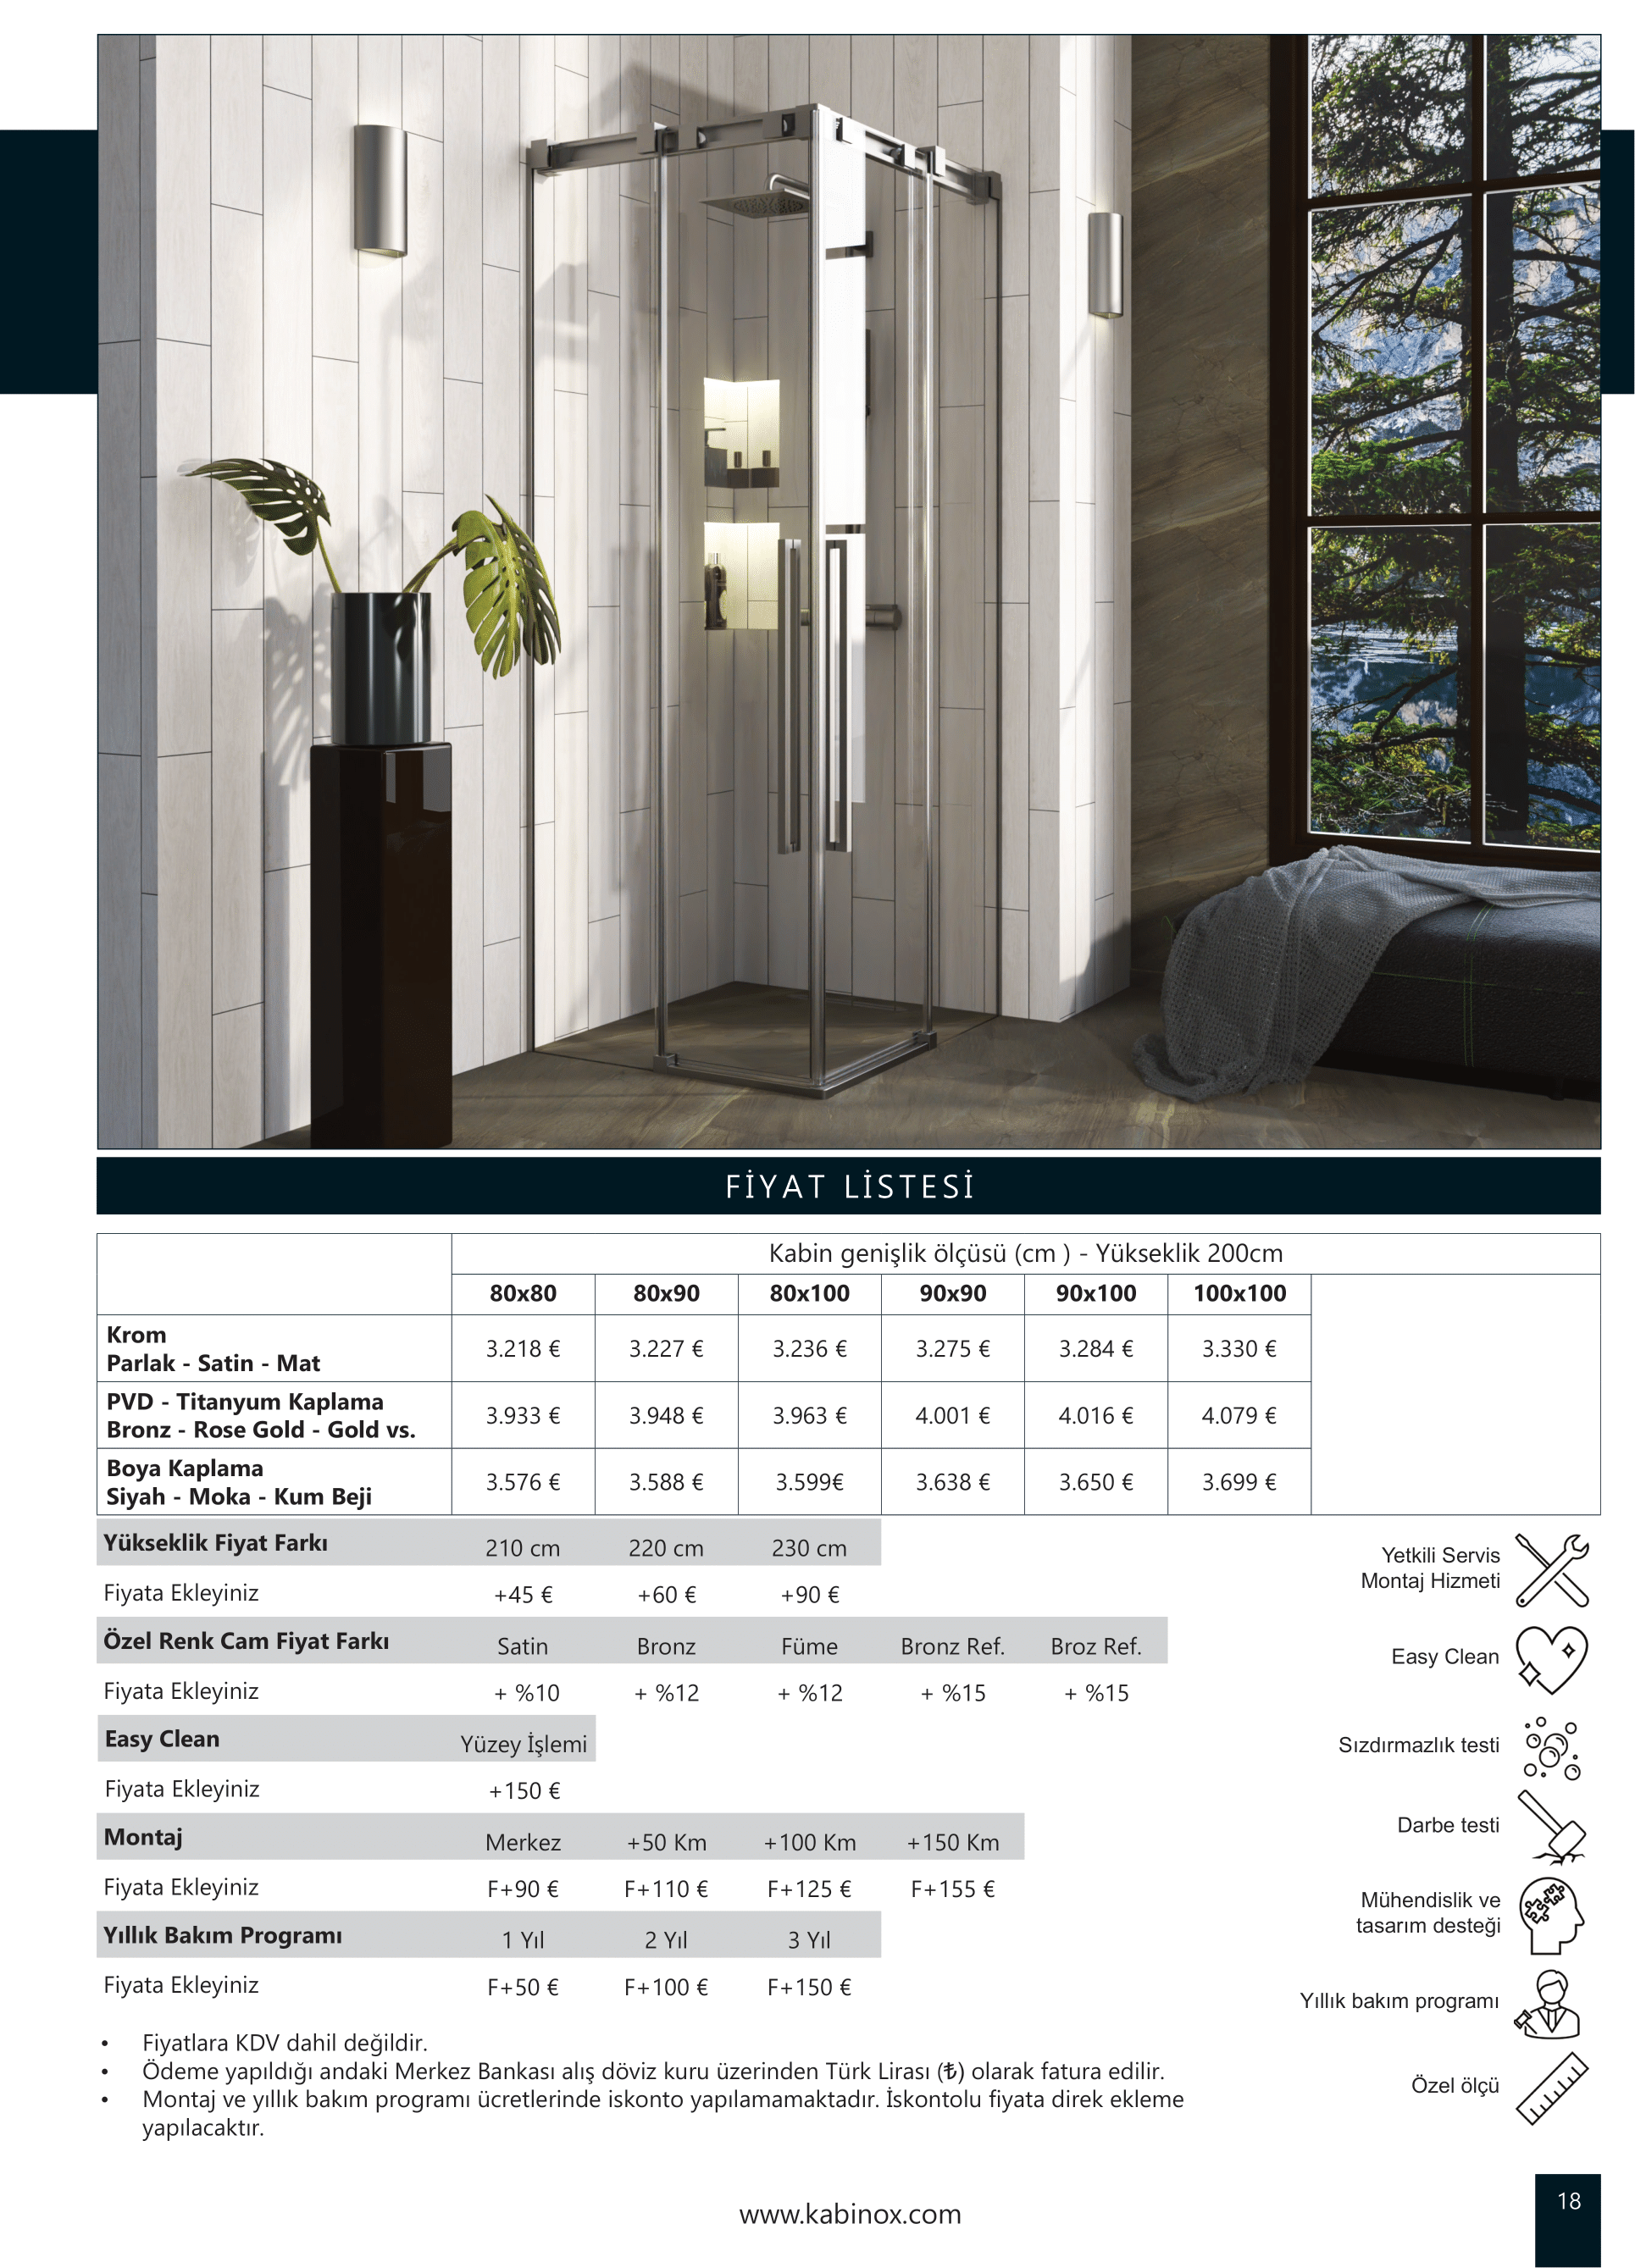 FİYAT LİSTESİ
Kabin genişlik ölçüsü (cm ) - Yükseklik 200cm
80x80 80x90 80x100 90x90 90x100 100x100
Krom
Parlak - Satin - Mat
3.218 € 3.227 € 3.236 € 3.275 € 3.284 € 3.330 €
PVD - Titanyum Kaplama
Bronz - Rose Gold - Gold vs.
3.933 € 3.948 € 3.963 € 4.001 € 4.016 € 4.079 €
Boya Kaplama
Siyah - Moka - Kum Beji
3.576 € 3.588 € 3.599€ 3.638 € 3.650 € 3.699 €
Yükseklik Fiyat Farkı 210 cm 220 cm 230 cm
Fiyata Ekleyiniz +45 € +60 € +90 €
Özel Renk Cam Fiyat Farkı Satin Bronz Füme Bronz Ref. Broz Ref.
Fiyata Ekleyiniz + %10 + %12 + %12 + %15 + %15
Easy Clean Yüzey İşlemi
Fiyata Ekleyiniz +150 €
Montaj Merkez +50 Km +100 Km +150 Km
Fiyata Ekleyiniz F+90 € F+110 € F+125 € F+155 €
Yıllık Bakım Programı 1 Yıl 2 Yıl 3 Yıl
Fiyata Ekleyiniz F+50 € F+100 € F+150 €
• Fiyatlara KDV dahil değildir.
• Ödeme yapıldığı andaki Merkez Bankası alış döviz kuru üzerinden Türk Lirası (₺) olarak fatura edilir.
• Montaj ve yıllık bakım programı ücretlerinde iskonto yapılamamaktadır. İskontolu fiyata direk ekleme
yapılacaktır.
Yetkili Servis
Montaj Hizmeti
Easy Clean
Sızdırmazlık testi
Darbe testi
Mühendislik ve
tasarım desteği
Yıllık bakım programı
Özel ölçü
www.kabinox.com
18